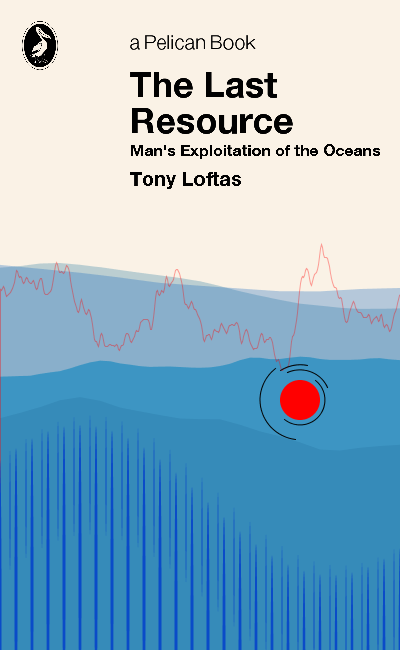 a Pelican Book
The Last
Resource
Man's Exploitation of the Oceans
Tony Loftas